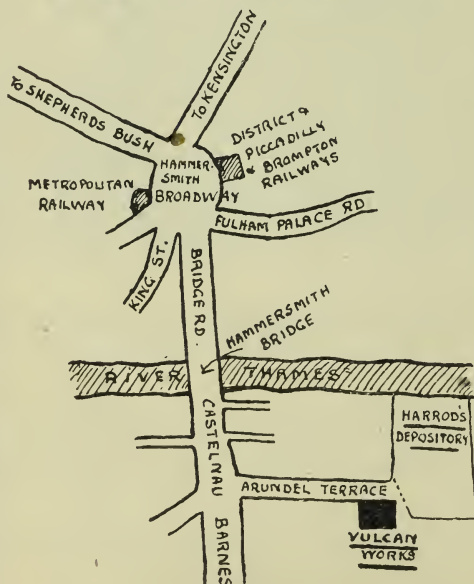 TO SHEPHERDS BUSH
TO KENSINGTON
DISTRICT &
PICCADILLY
& BROMPTON
RAILWAYS
HAMMER-
SMITH
BROADWAY
METROPOLITAN
RAILWAY
FULHAM PALACE RD
KING ST.
BRIDGE RD.
HAMMERSMITH
BRIDGE
RIVER THAMES
CASTELNAU
HARROD'S
DEPOSITORY
ARUNDEL TERRACE
VULCAN
WORKS
BARNES